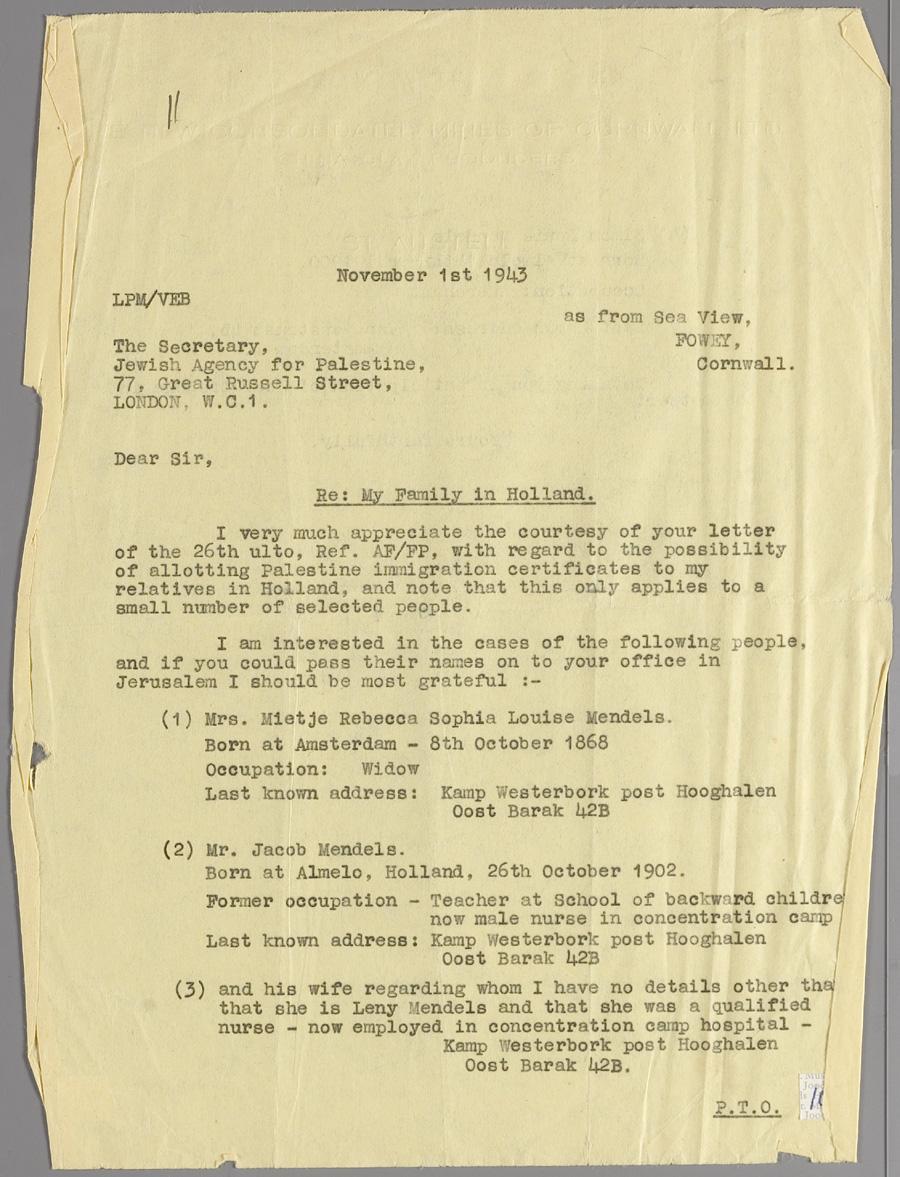 11
November 1st 1943
LPM/VEB
as from Sea View,
FOWEY,
Cornwall.
The Secretary,
Jewish Agency for Palestine,
77, Great Russell Street,
LONDON, W.C.1.
Dear Sir,
Re: My Family in Holland.
I very much appreciate the courtesy of your letter
of the 26th ulto, Ref. AF/FP, with regard to the possibility
of allotting Palestine immigration certificates to my
relatives in Holland, and note that this only applies to a
small number of selected people.
I am interested in the cases of the following people,
and if you could pass their names on to your office in
Jerusalem I should be most grateful :-
(1) Mrs. Mietje Rebecca Sophia Louise Mendels.
Born at Amsterdam - 8th October 1868
Occupation: Widow
Last known address: Kamp Westerbork post Hooghalen
Oost Barak 42B
(2) Mr. Jacob Mendels.
Born at Almelo, Holland, 26th October 1902.
Former occupation - Teacher at School of backward childre
now male nurse in concentration camp
Last known address: Kamp Westerbork post Hooghalen
Oost Barak 42B
(3) and his wife regarding whom I have no details other tha
that she is Leny Mendels and that she was a qualified
nurse - now employed in concentration camp hospital -
Kamp Westerbork post Hooghalen
Oost Barak 42B.
P.T.O.